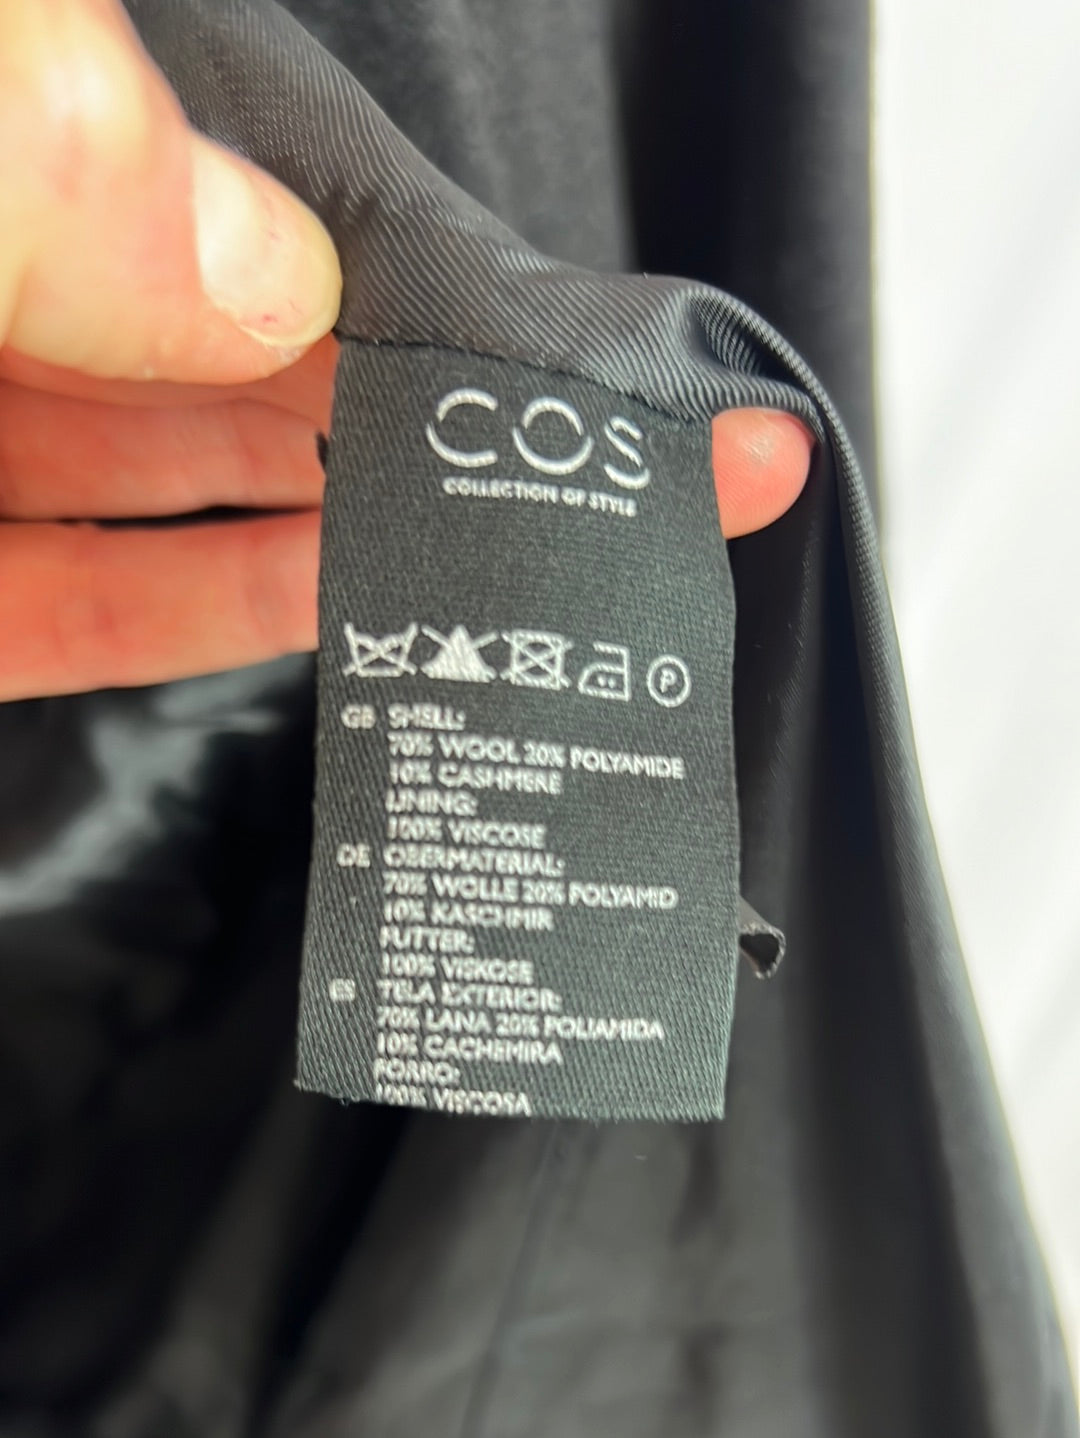 COS
COLLECTION OF STYLE
P
GB SHELL:
70% WOOL 20% POLYAMIDE
10% CASHMERE
LINING:
100% VISCOSE
DE OBERMATERIAL:
70% WOLLE 20% POLYAMID
10% KASCHMIR
FUTTER:
100% VISKOSE
ES TELA EXTERIOR:
70% LANA 20% POLIAMIDA
10% CACHEMIRA
FORRO:
100% VISCOSA